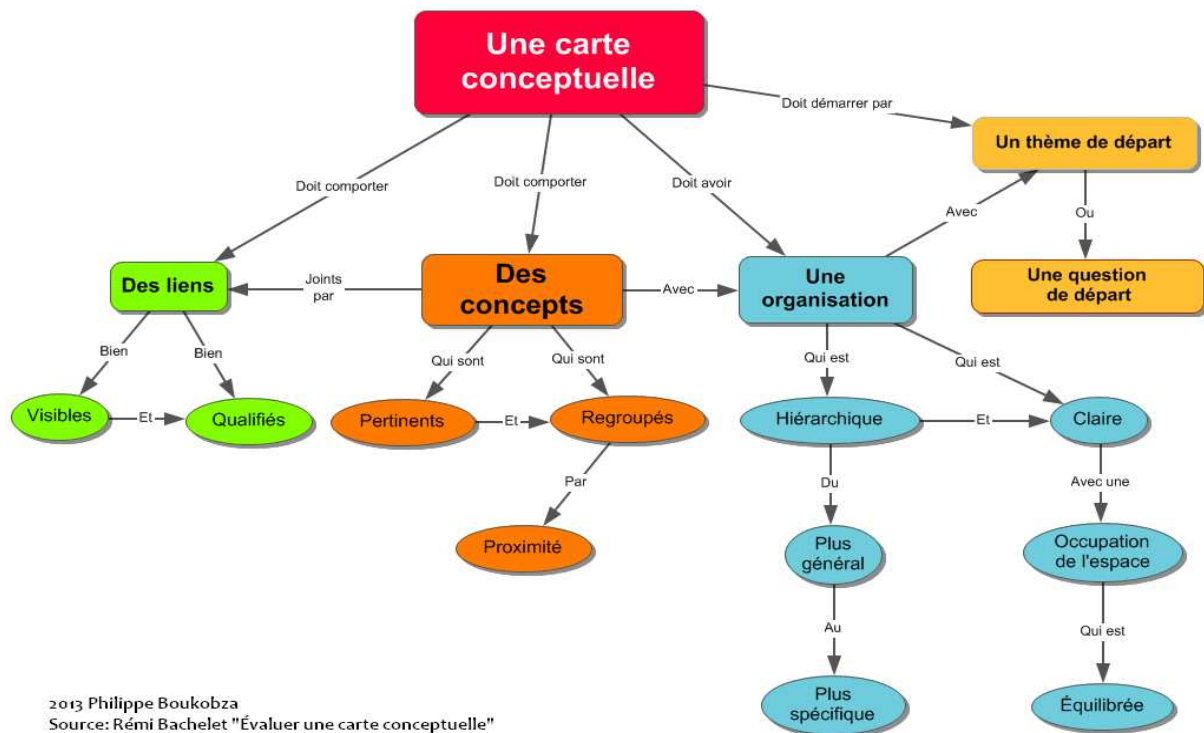 Une carte
conceptuelle
Doit démarrer par
Un thème de départ
Doit comporter
Doit comporter
Doit avoir
Avec
Ou
Des liens
Joints
par
Des
concepts
Avec
Une
organisation
Une question
de départ
Bien
Bien
Qui sont
Qui sont
Qui est
Qui est
Visibles
Et
Qualifiés
Pertinents
Et
Regroupés
Hiérarchique
Et
Claire
Par
Du
Avec une
Proximité
Plus
général
Occupation
de l'espace
Au
Qui est
Plus
spécifique
Équilibrée
2013 Philippe Boukobza
Source: Rémi Bachelet "Évaluer une carte conceptuelle"